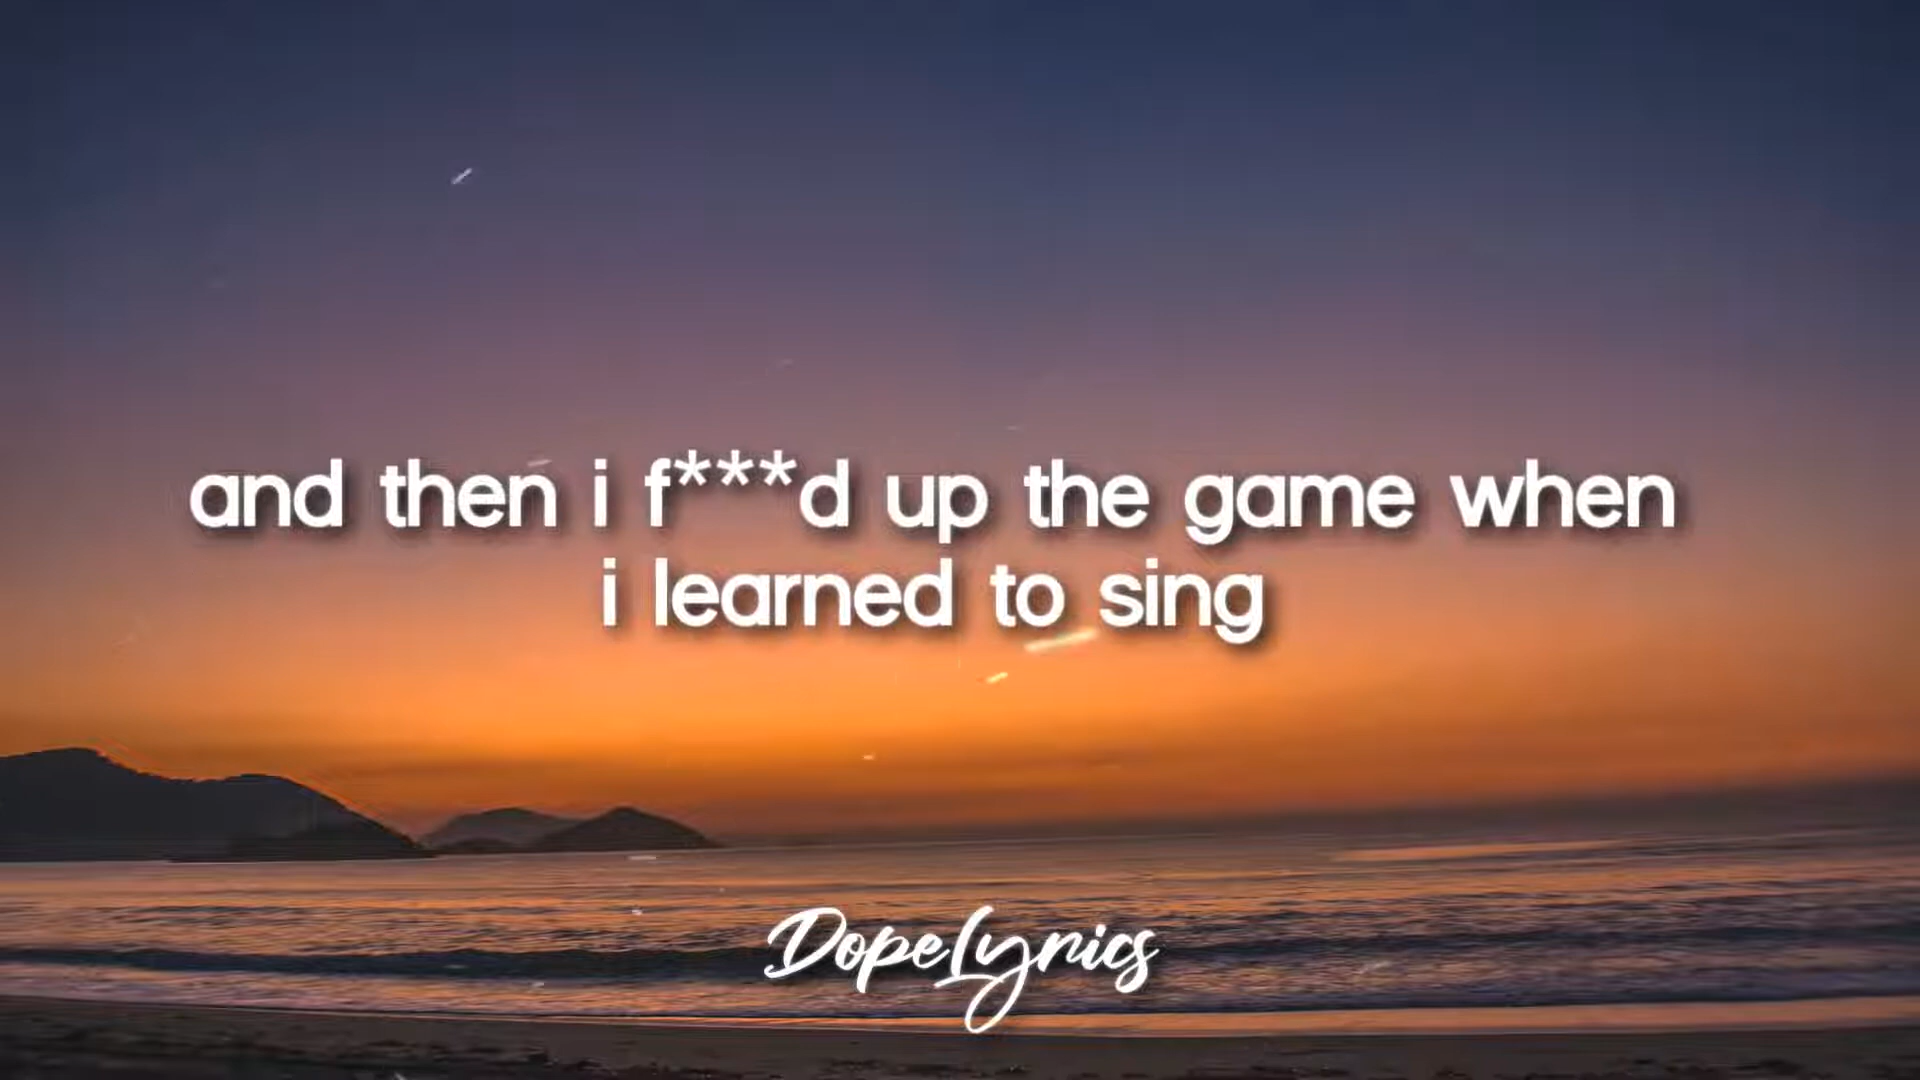 and then i f***d up the game when
i learned to sing
DopeLyrics